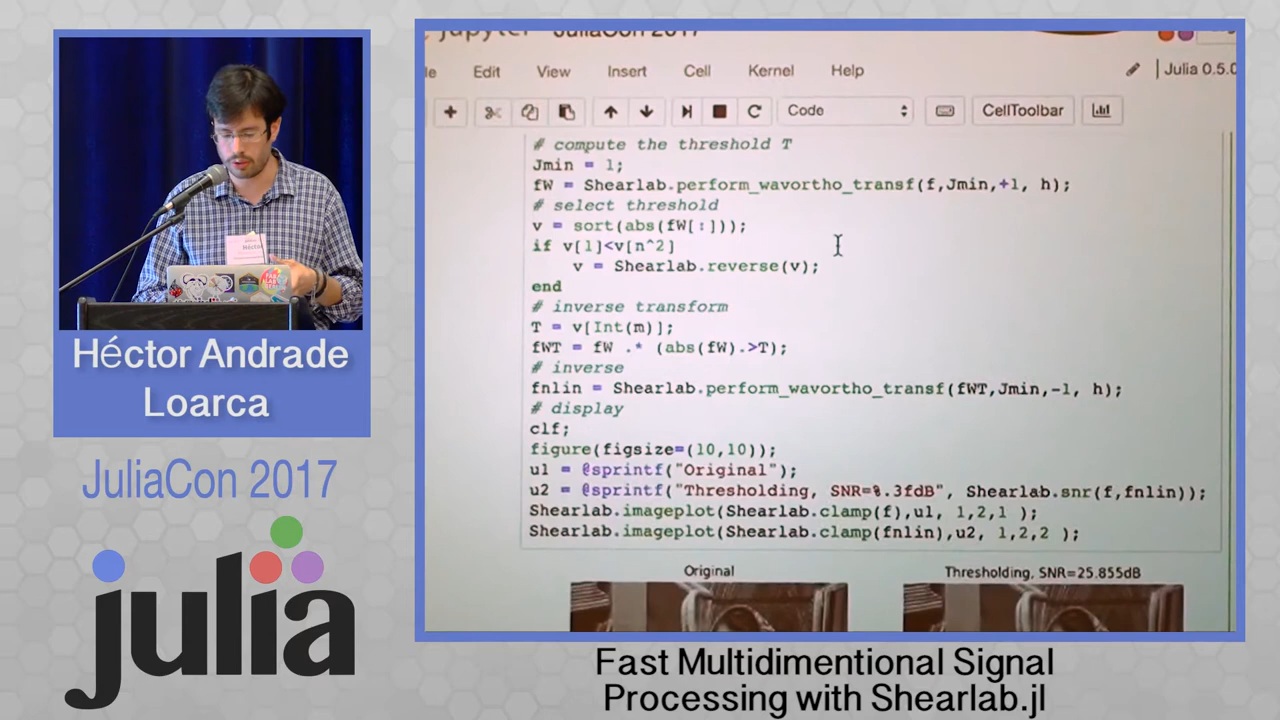 Héctor
Héctor Andrade
Loarca
JuliaCon 2017
julia
jupyter JuliaCon 2017
le Edit View Insert Cell Kernel Help Julia 0.5.0
Code CellToolbar
# compute the threshold T
Jmin = 1;
fW = Shearlab.perform_wavortho_transf(f,Jmin,+1, h);
# select threshold
v = sort(abs(fW[:]));
if v[1]<v[n^2]
v = Shearlab.reverse(v);
end
# inverse transform
T = v[Int(m)];
fWT = fW .* (abs(fW).>T);
# inverse
fnlin = Shearlab.perform_wavortho_transf(fWT,Jmin,-1, h);
# display
clf;
figure(figsize=(10,10));
u1 = @sprintf("Original");
u2 = @sprintf("Thresholding, SNR=%.3fdB", Shearlab.snr(f,fnlin));
Shearlab.imageplot(Shearlab.clamp(f),u1, 1,2,1 );
Shearlab.imageplot(Shearlab.clamp(fnlin),u2, 1,2,2 );
Original Thresholding, SNR=25.855dB
Fast Multidimentional Signal
Processing with Shearlab.jl